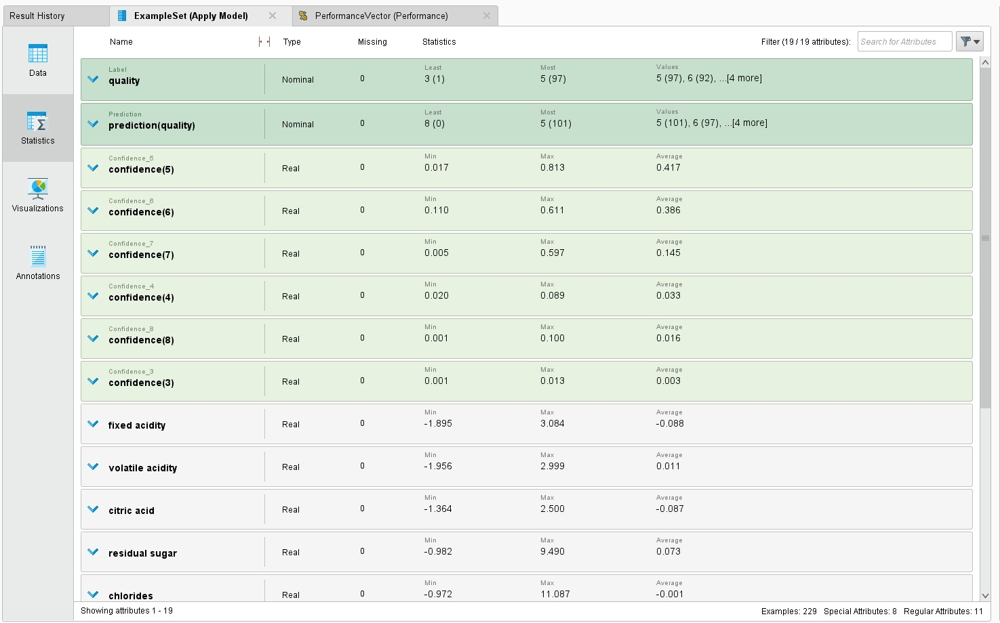 Result History
ExampleSet (Apply Model)
PerformanceVector (Performance)
Name Type Missing Statistics Filter (19 / 19 attributes): Search for Attributes
Data
Statistics
Visualizations
Annotations
Label Least Most Values
quality Nominal 0 3 (1) 5 (97) 5 (97), 6 (92), ...[4 more]
Prediction Least Most Values
prediction(quality) Nominal 0 8 (0) 5 (101) 5 (101), 6 (97), ...[4 more]
Confidence_5 Min Max Average
confidence(5) Real 0 0.017 0.813 0.417
Confidence_6 Min Max Average
confidence(6) Real 0 0.110 0.611 0.386
Confidence_7 Min Max Average
confidence(7) Real 0 0.005 0.597 0.145
Confidence_4 Min Max Average
confidence(4) Real 0 0.020 0.089 0.033
Confidence_8 Min Max Average
confidence(8) Real 0 0.001 0.100 0.016
Confidence_3 Min Max Average
confidence(3) Real 0 0.001 0.013 0.003
Min Max Average
fixed acidity Real 0 -1.895 3.084 -0.088
Min Max Average
volatile acidity Real 0 -1.956 2.999 0.011
Min Max Average
citric acid Real 0 -1.364 2.500 -0.087
Min Max Average
residual sugar Real 0 -0.982 9.490 0.073
Min Max Average
chlorides Real 0 -0.972 11.087 -0.001
Showing attributes 1 - 19 Examples: 229 Special Attributes: 8 Regular Attributes: 11